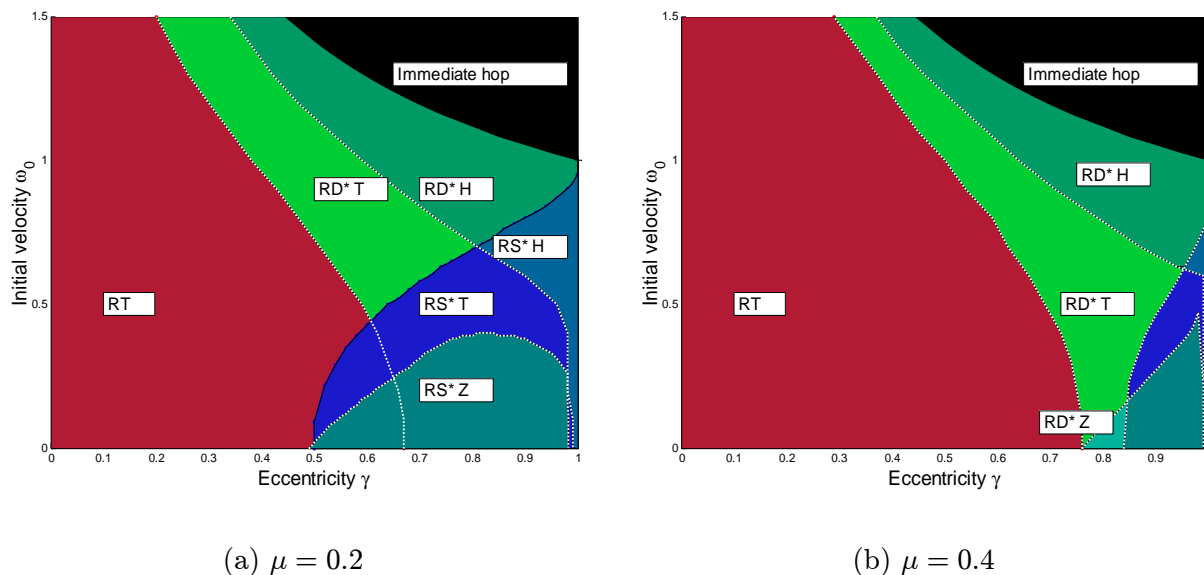 1.5
1
0.5
0
Initial velocity ω0
Immediate hop
RD* T
RD* H
RS* H
RT
RS* T
RS* Z
0 0.1 0.2 0.3 0.4 0.5 0.6 0.7 0.8 0.9 1
Eccentricity γ
(a) μ = 0.2
1.5
1
0.5
0
Initial velocity ω0
Immediate hop
RD* H
RT
RD* T
RD* Z
0 0.1 0.2 0.3 0.4 0.5 0.6 0.7 0.8 0.9
Eccentricity γ
(b) μ = 0.4